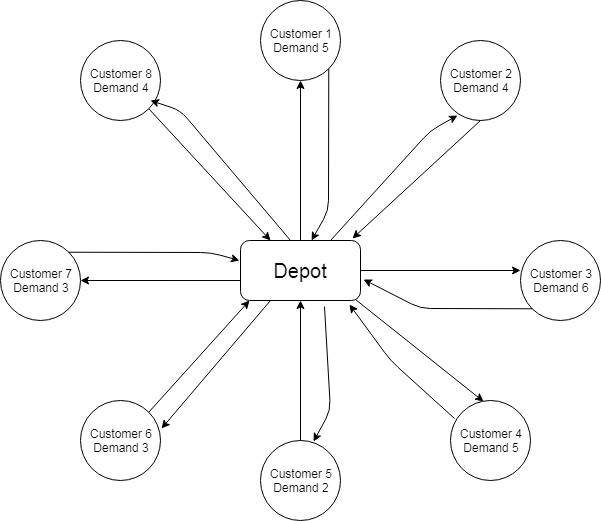 Customer 1
Demand 5
Customer 8
Demand 4
Customer 2
Demand 4
Customer 7
Demand 3
Depot
Customer 3
Demand 6
Customer 6
Demand 3
Customer 4
Demand 5
Customer 5
Demand 2